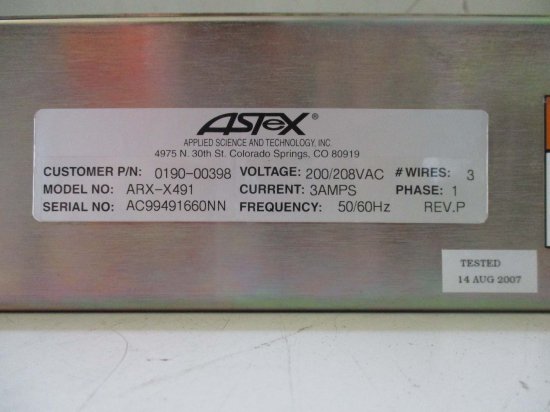 ASTeX®
APPLIED SCIENCE AND TECHNOLOGY, INC.
4975 N. 30th St. Colorado Springs, CO 80919
CUSTOMER P/N: 0190-00398 VOLTAGE: 200/208VAC # WIRES: 3
MODEL NO: ARX-X491 CURRENT: 3AMPS PHASE: 1
SERIAL NO: AC99491660NN FREQUENCY: 50/60Hz REV.P
TESTED
14 AUG 2007